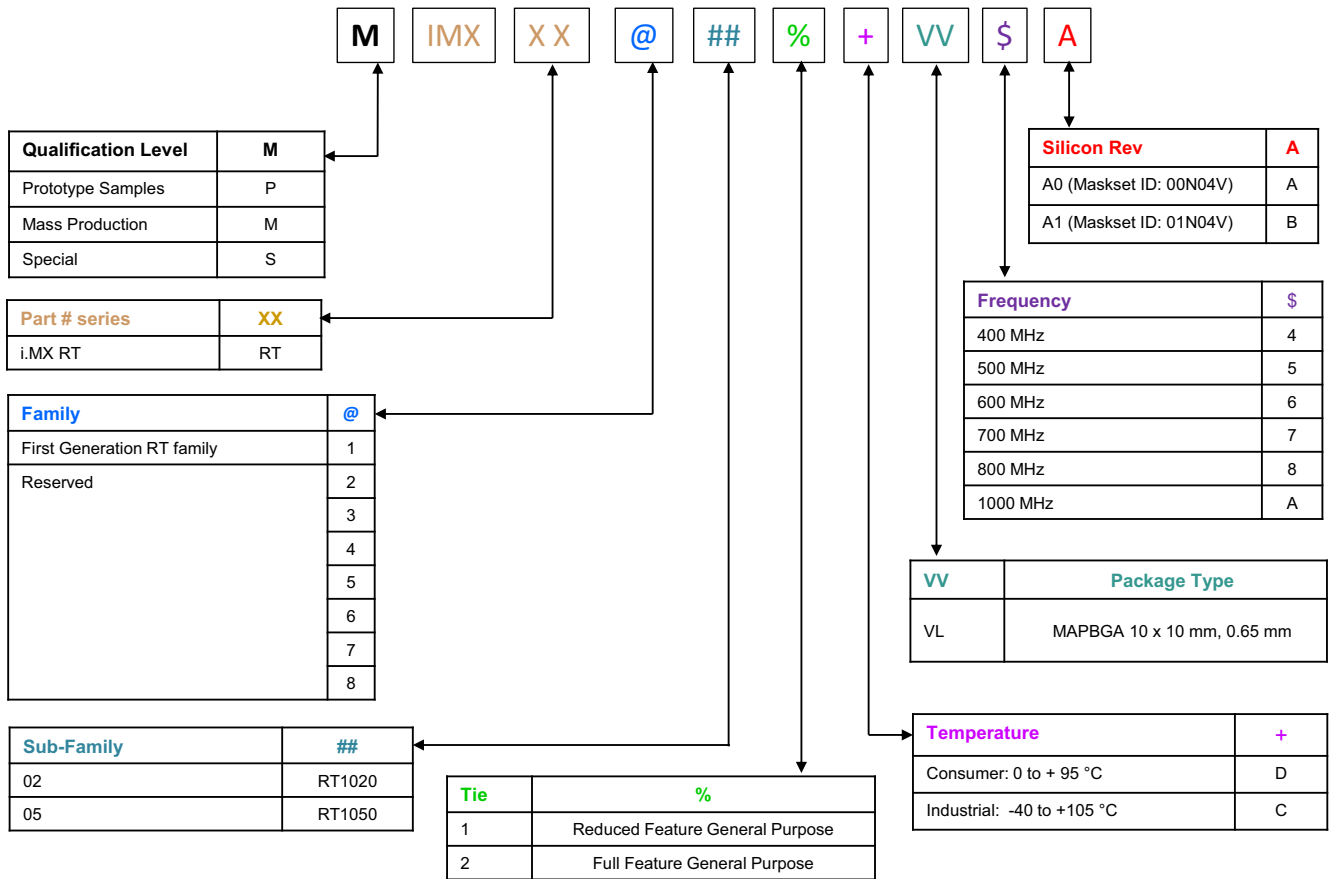 M IMX X X @ ## % + VV $ A
Qualification Level M
Prototype Samples P
Mass Production M
Special S
Part # series XX
i.MX RT RT
Family @
First Generation RT family 1
Reserved 2
3
4
5
6
7
8
Sub-Family ##
02 RT1020
05 RT1050
Tie %
1 Reduced Feature General Purpose
2 Full Feature General Purpose
Silicon Rev A
A0 (Maskset ID: 00N04V) A
A1 (Maskset ID: 01N04V) B
Frequency $
400 MHz 4
500 MHz 5
600 MHz 6
700 MHz 7
800 MHz 8
1000 MHz A
VV Package Type
VL MAPBGA 10 x 10 mm, 0.65 mm
Temperature +
Consumer: 0 to + 95 °C D
Industrial: -40 to +105 °C C